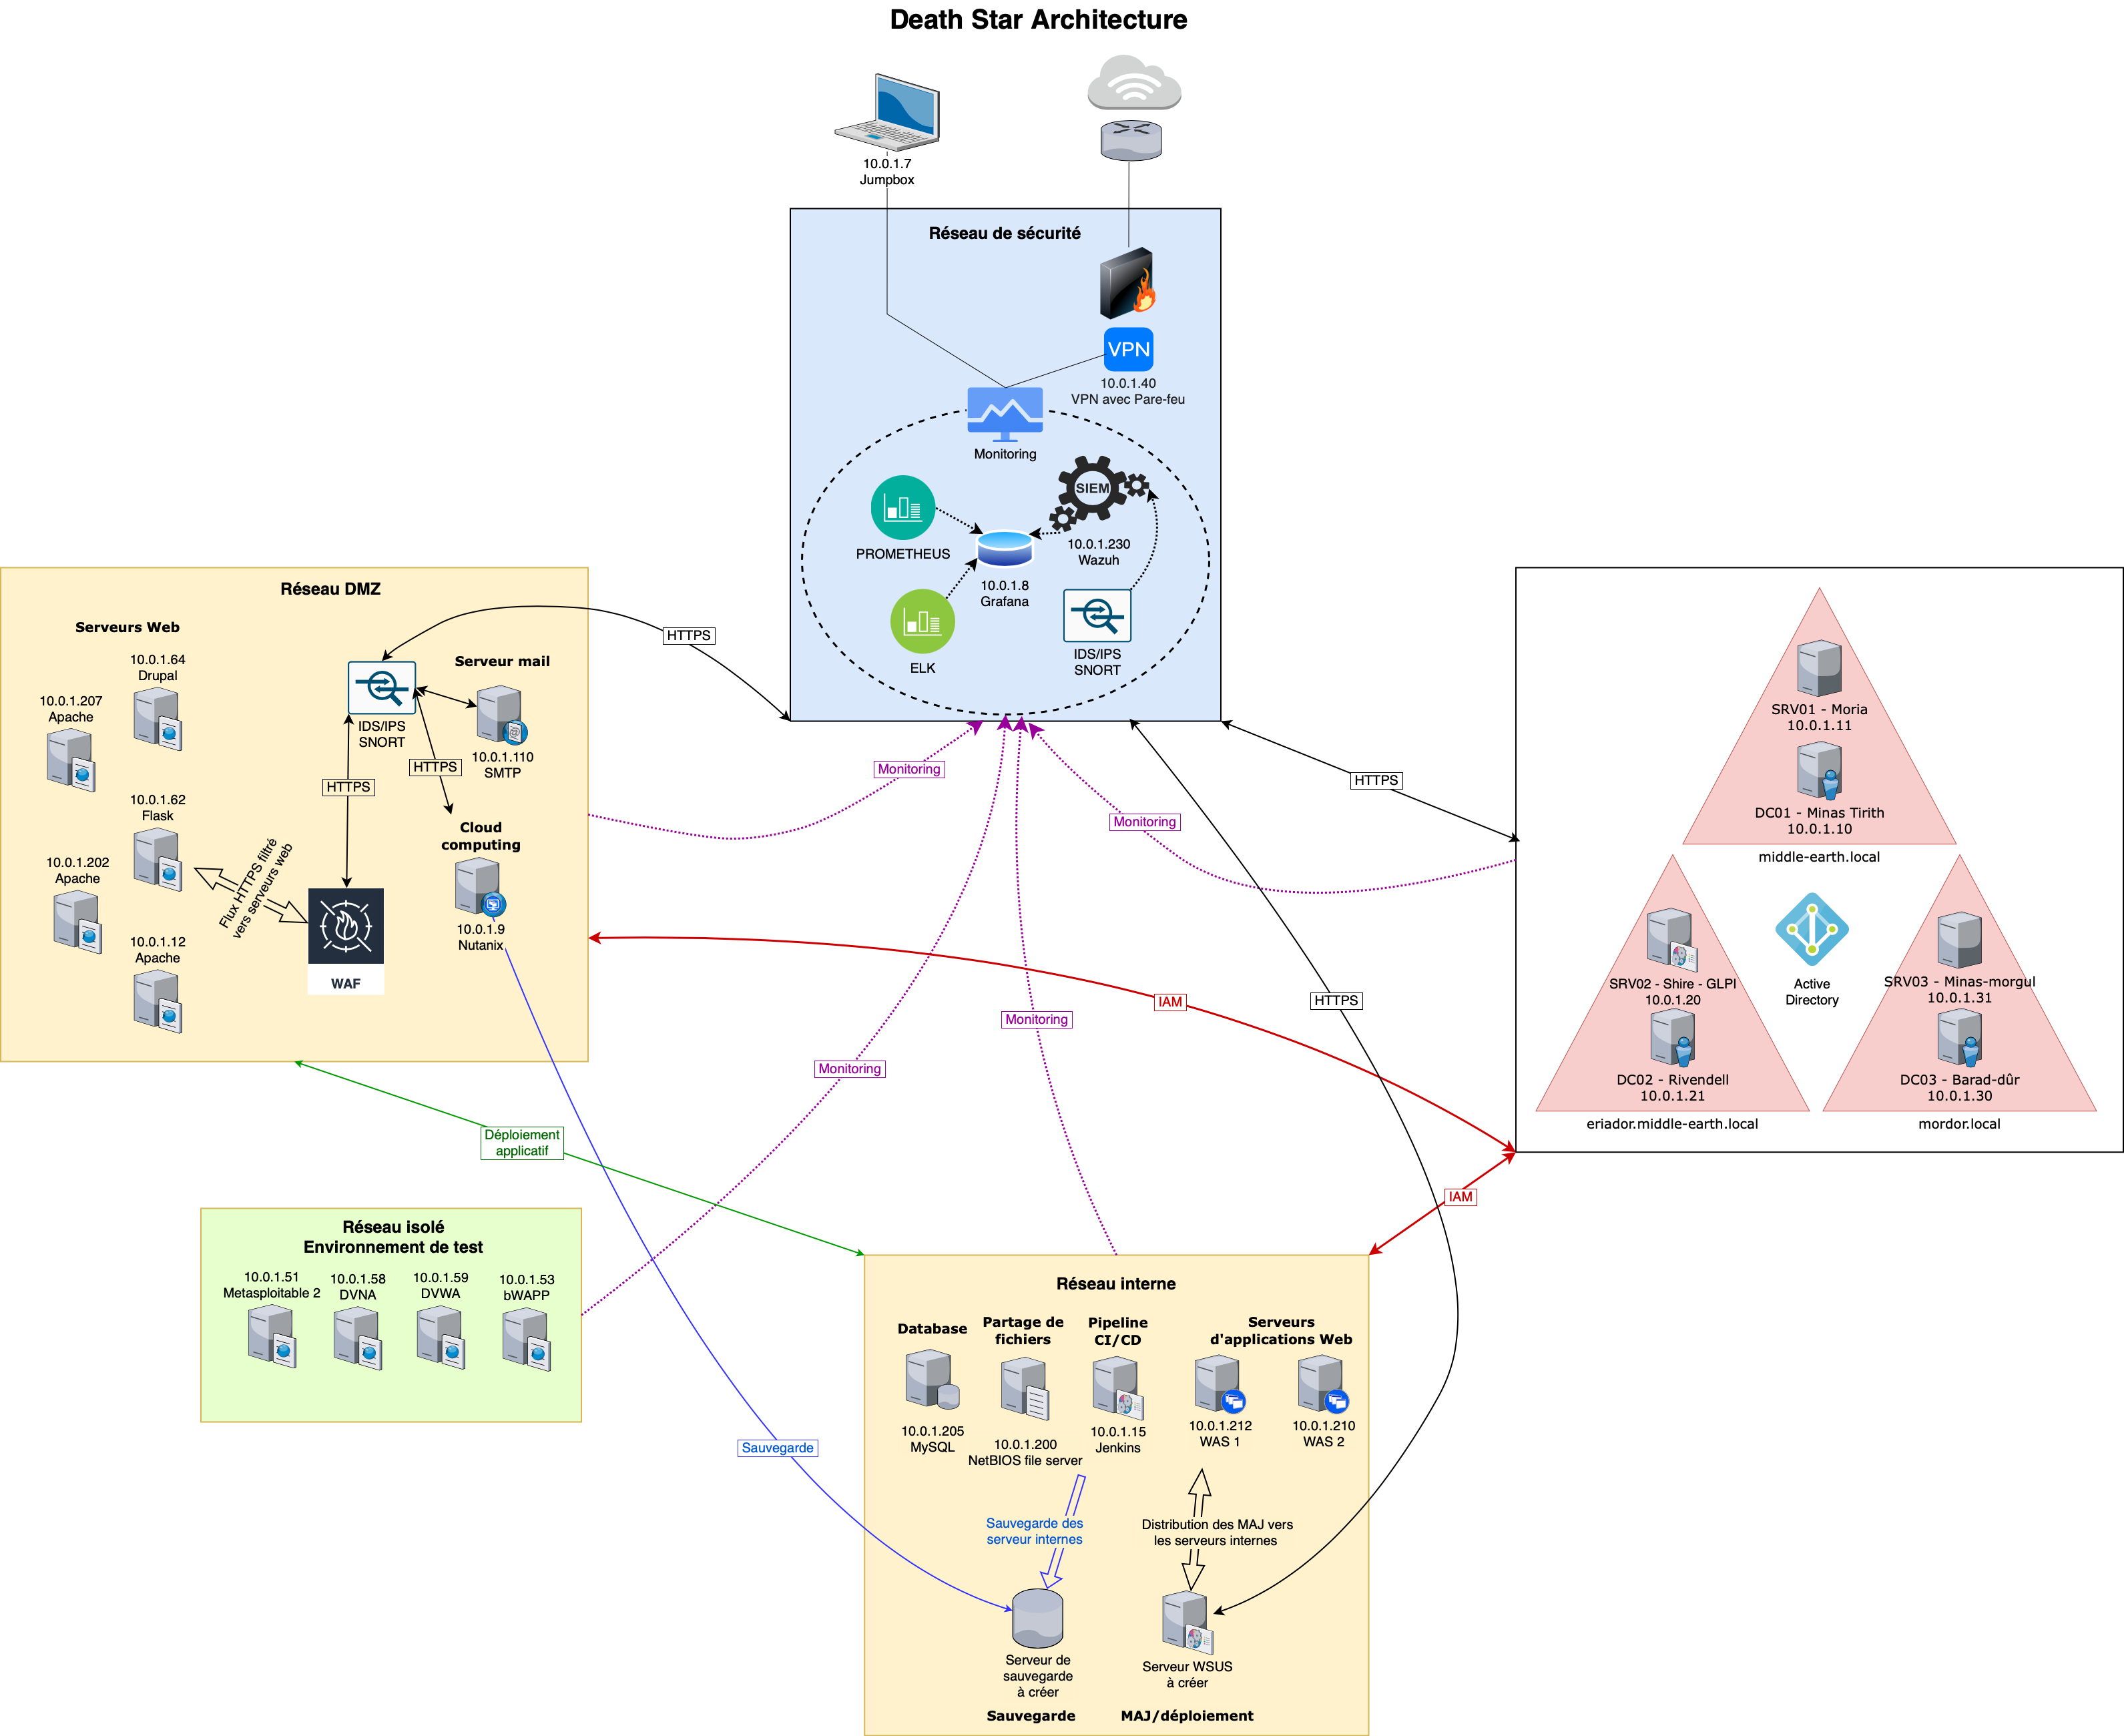 Death Star Architecture
10.0.1.7
Jumpbox
Réseau de sécurité
VPN
10.0.1.40
VPN avec Pare-feu
Monitoring
PROMETHEUS
SIEM
10.0.1.230
Wazuh
10.0.1.8
Grafana
ELK
IDS/IPS
SNORT
Réseau DMZ
Serveurs Web
10.0.1.64
Drupal
10.0.1.207
Apache
10.0.1.62
Flask
10.0.1.202
Apache
10.0.1.12
Apache
Flux HTTPS filtré
vers serveurs web
IDS/IPS
SNORT
HTTPS
HTTPS
WAF
Serveur mail
10.0.1.110
SMTP
Cloud
computing
10.0.1.9
Nutanix
HTTPS
Monitoring
Monitoring
Monitoring
Monitoring
HTTPS
HTTPS
IAM
IAM
SRV01 - Moria
10.0.1.11
DC01 - Minas Tirith
10.0.1.10
middle-earth.local
SRV02 - Shire - GLPI
10.0.1.20
DC02 - Rivendell
10.0.1.21
eriador.middle-earth.local
Active
Directory
SRV03 - Minas-morgul
10.0.1.31
DC03 - Barad-dûr
10.0.1.30
mordor.local
Déploiement
applicatif
Réseau isolé
Environnement de test
10.0.1.51
Metasploitable 2
10.0.1.58
DVNA
10.0.1.59
DVWA
10.0.1.53
bWAPP
Sauvegarde
Réseau interne
Database
10.0.1.205
MySQL
Partage de
fichiers
10.0.1.200
NetBIOS file server
Pipeline
CI/CD
10.0.1.15
Jenkins
Serveurs
d'applications Web
10.0.1.212
WAS 1
10.0.1.210
WAS 2
Sauvegarde des
serveur internes
Distribution des MAJ vers
les serveurs internes
Serveur de
sauvegarde
à créer
Sauvegarde
Serveur WSUS
à créer
MAJ/déploiement